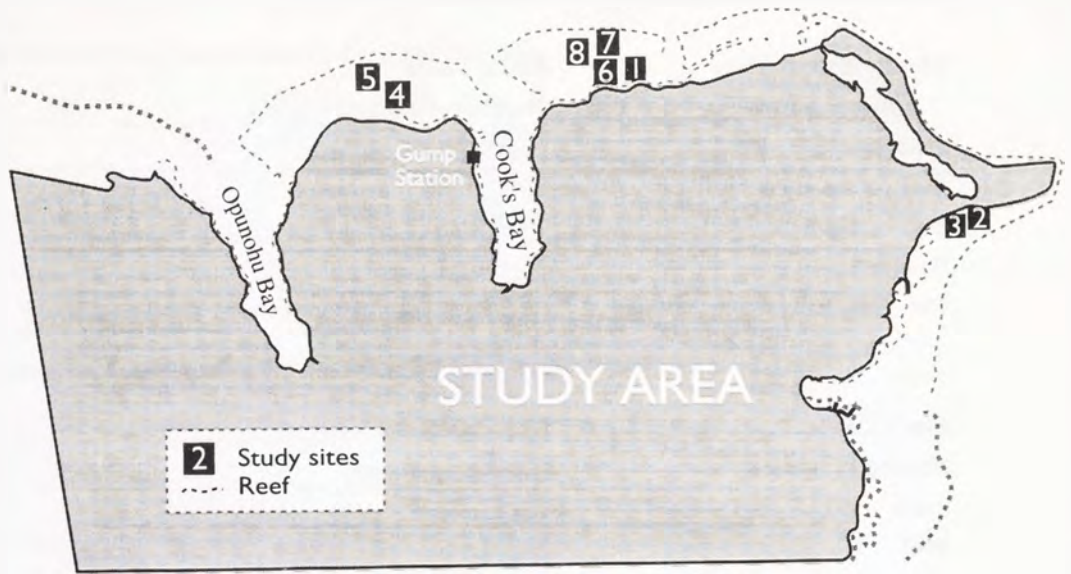 7
8
6
1
5
4
Gump
Station
Cook's Bay
Opunohu Bay
3
2
STUDY AREA
2 Study sites
Reef